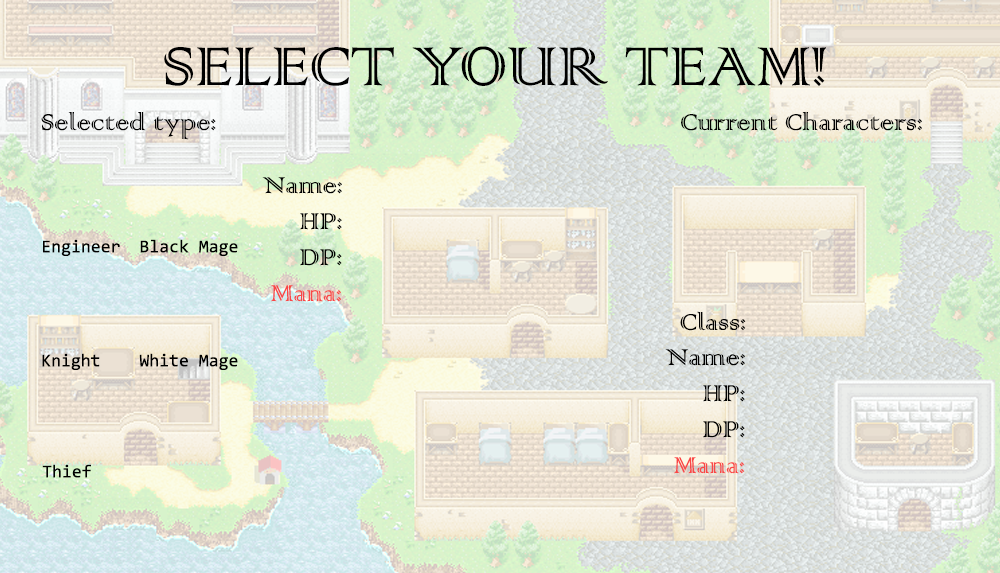 SELECT YOUR TEAM!
Selected type:
Current Characters:
Name:
HP:
DP:
Mana:
Engineer Black Mage
Knight White Mage
Thief
Class:
Name:
HP:
DP:
Mana: